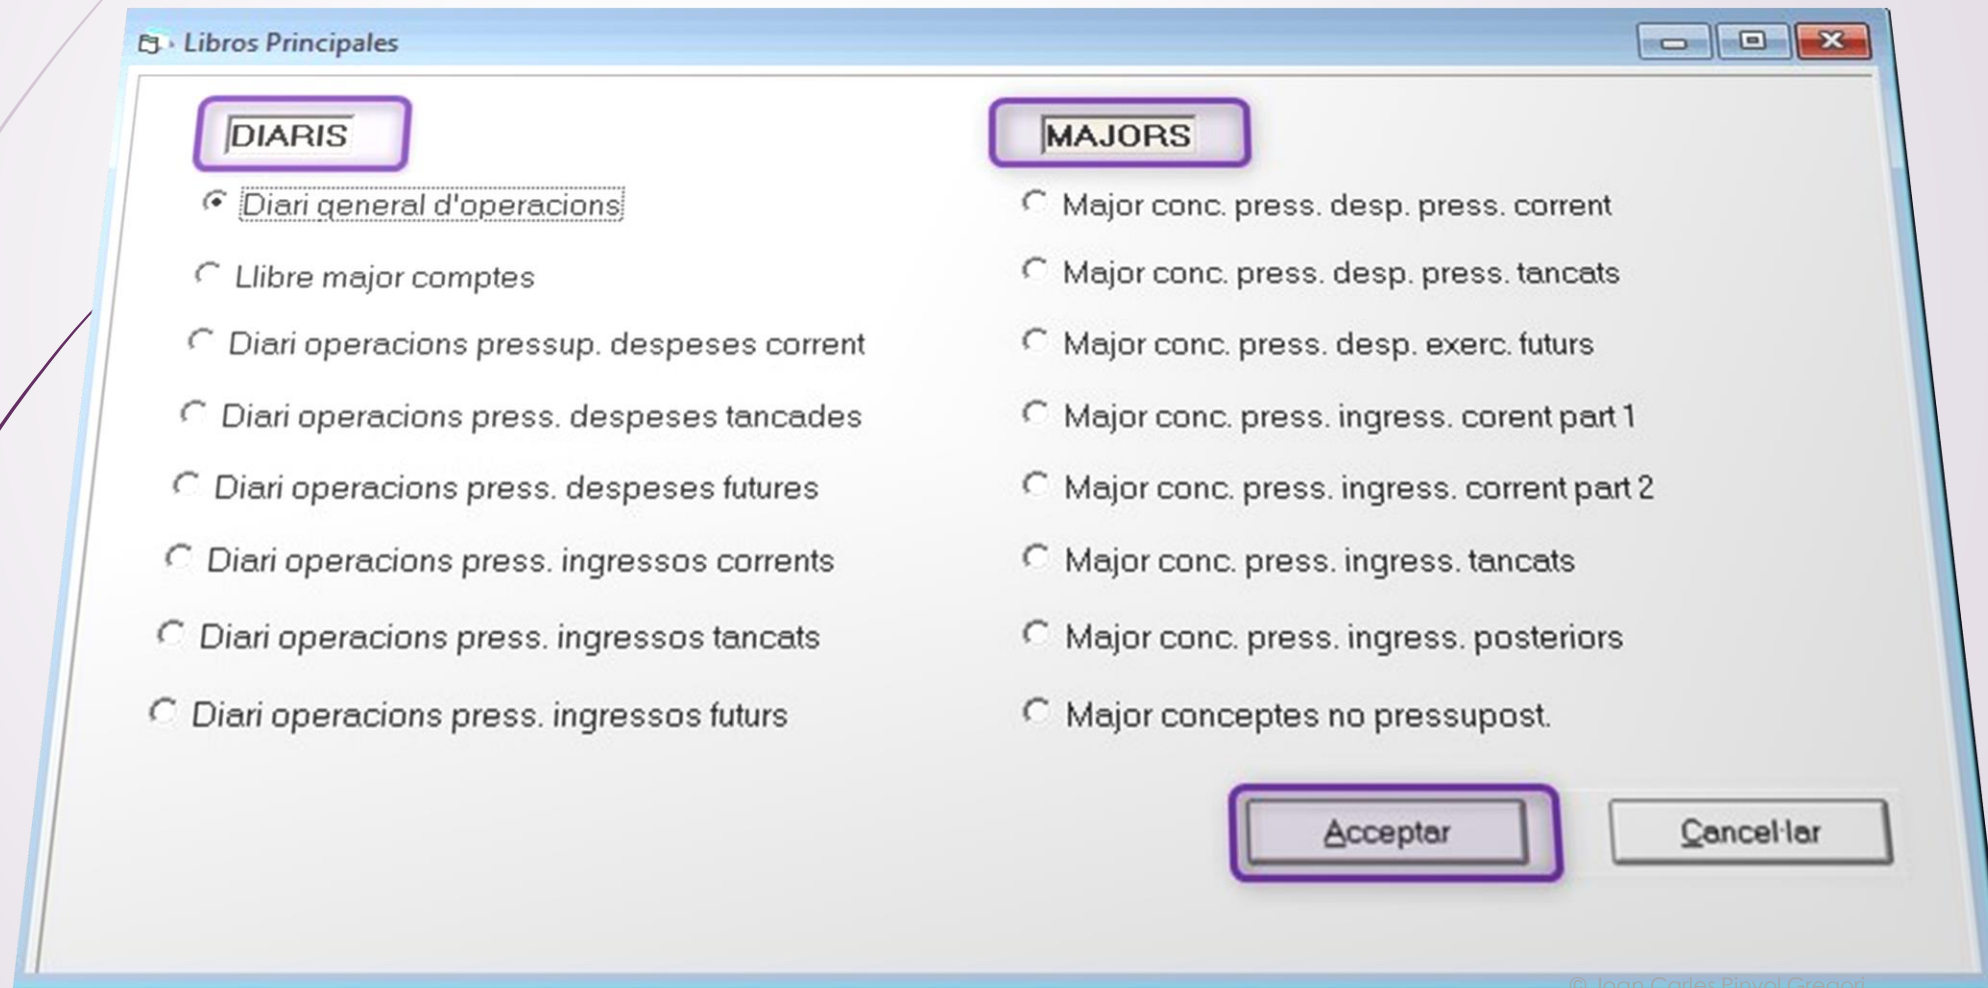 Libros Principales
DIARIS
Diari general d'operacions
Llibre major comptes
Diari operacions pressup. despeses corrent
Diari operacions press. despeses tancades
Diari operacions press. despeses futures
Diari operacions press. ingressos corrents
Diari operacions press. ingressos tancats
Diari operacions press. ingressos futurs
MAJORS
Major conc. press. desp. press. corrent
Major conc. press. desp. press. tancats
Major conc. press. desp. exerc. futurs
Major conc. press. ingress. corent part 1
Major conc. press. ingress. corrent part 2
Major conc. press. ingress. tancats
Major conc. press. ingress. posteriors
Major conceptes no pressupost.
Acceptar
Cancel·lar
© Joan Carles Pinyol Gregori